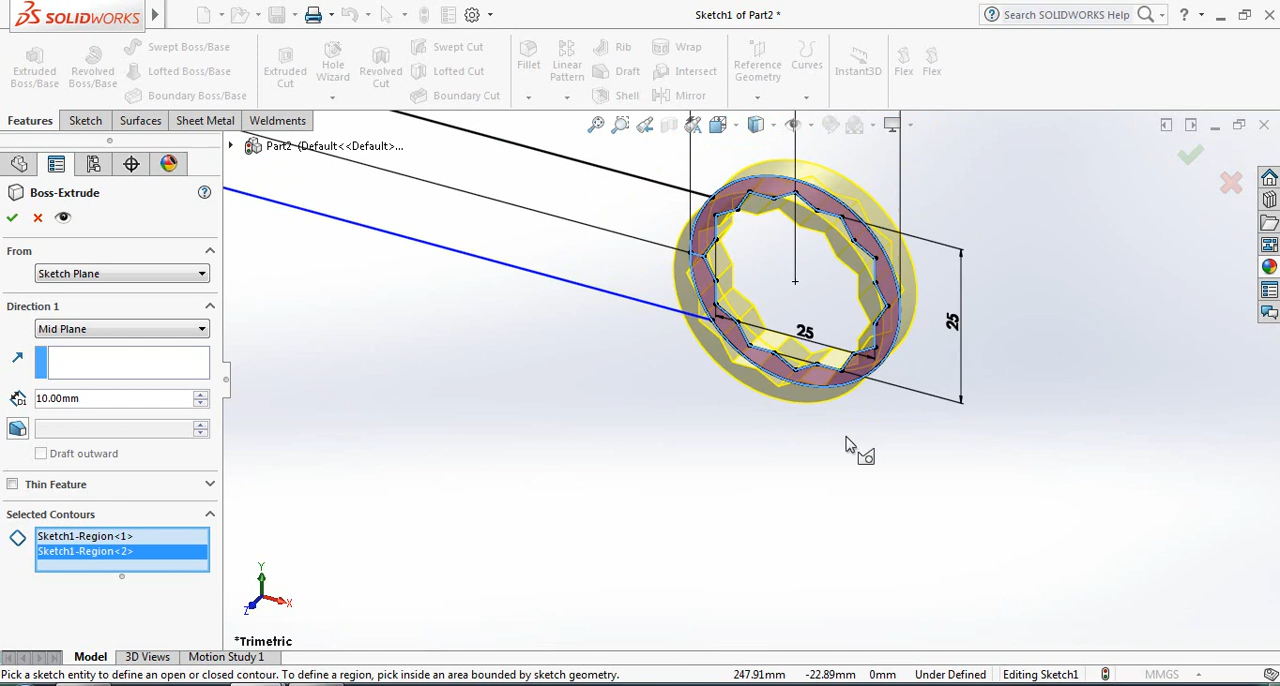 SOLIDWORKS
Sketch1 of Part2 *
Search SOLIDWORKS Help
?
Extruded Boss/Base
Revolved Boss/Base
Swept Boss/Base
Lofted Boss/Base
Boundary Boss/Base
Extruded Cut
Hole Wizard
Revolved Cut
Swept Cut
Lofted Cut
Boundary Cut
Fillet
Linear Pattern
Rib
Draft
Shell
Wrap
Intersect
Mirror
Reference Geometry
Curves
Instant3D
Flex
Flex
Features
Sketch
Surfaces
Sheet Metal
Weldments
Part2 (Default<<Default>...
Boss-Extrude
From
Sketch Plane
Direction 1
Mid Plane
10.00mm
Draft outward
Thin Feature
Selected Contours
Sketch1-Region<1>
Sketch1-Region<2>
25
25
Y
X
Z
*Trimetric
Model
3D Views
Motion Study 1
Pick a sketch entity to define an open or closed contour. To define a region, pick inside an area bounded by sketch geometry.
247.91mm
-22.89mm
0mm
Under Defined
Editing Sketch1
MMGS